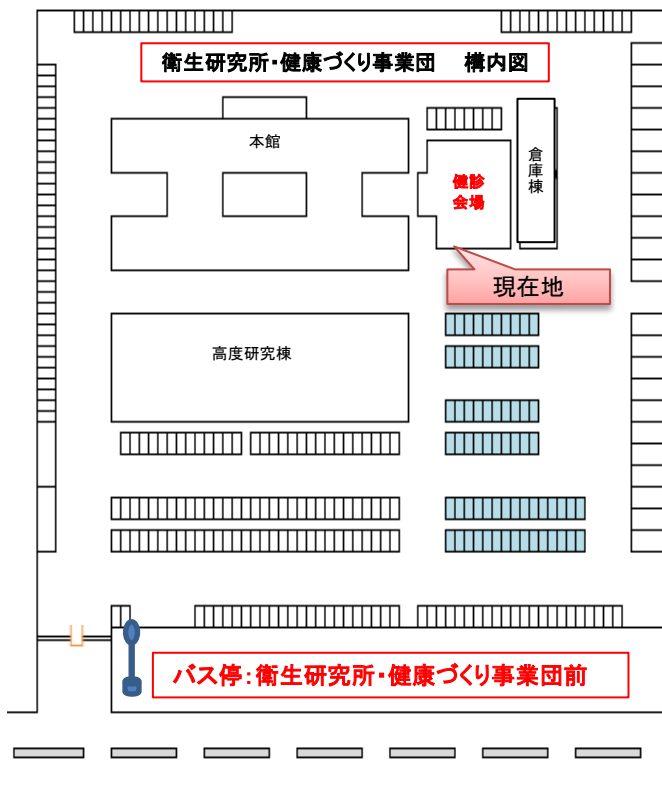 衛生研究所・健康づくり事業団　構内図
本館
倉庫棟
健診
会場
現在地
高度研究棟
バス停：衛生研究所・健康づくり事業団前